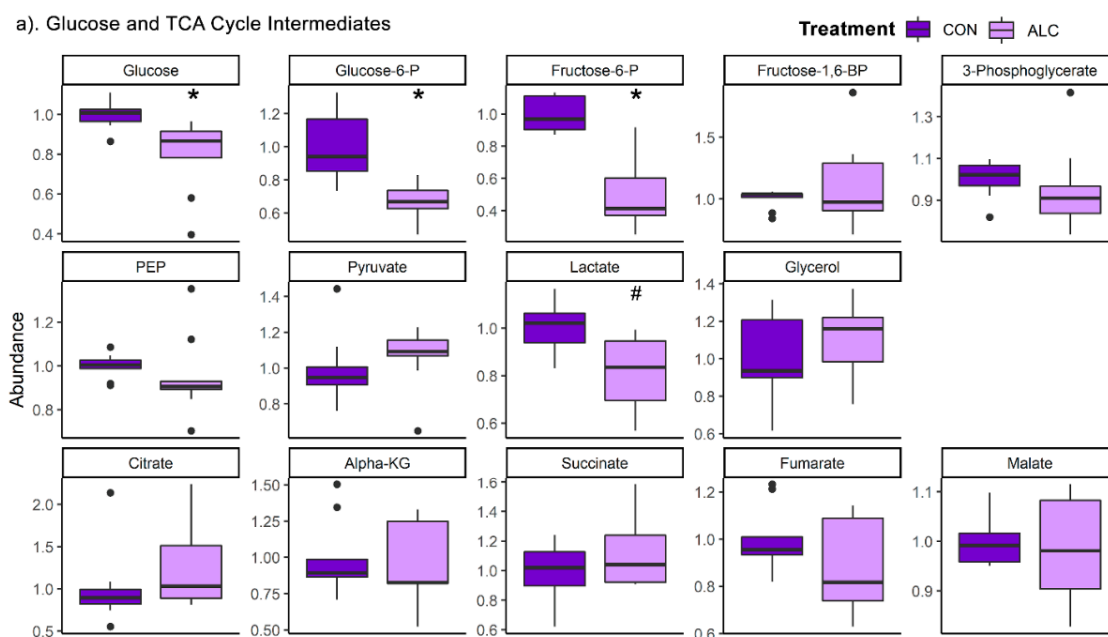 a). Glucose and TCA Cycle Intermediates
Treatment CON ALC
Glucose Glucose-6-P Fructose-6-P Fructose-1,6-BP 3-Phosphoglycerate
* * *
1.0 0.8 0.6 0.4
1.2 1.0 0.8 0.6
1.0 0.8 0.6 0.4
1.5 1.0
1.3 1.1 0.9
PEP Pyruvate Lactate Glycerol
#
1.2 1.0 0.8
1.4 1.2 1.0 0.8
1.0 0.8 0.6
1.4 1.2 1.0 0.8 0.6
Abundance
Citrate Alpha-KG Succinate Fumarate Malate
2.0 1.5 1.0 0.5
1.50 1.25 1.00 0.75 0.50
1.6 1.4 1.2 1.0 0.8 0.6
1.2 1.0 0.8 0.6
1.1 1.0 0.9